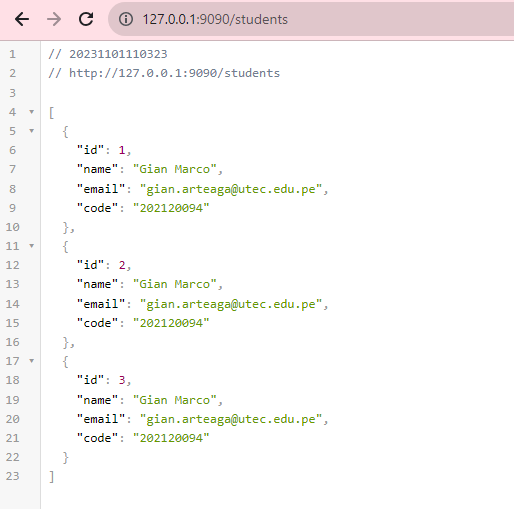 127.0.0.1:9090/students
1 // 20231101110323
2 // http://127.0.0.1:9090/students
3
4 [
5 {
6 "id": 1,
7 "name": "Gian Marco",
8 "email": "gian.arteaga@utec.edu.pe",
9 "code": "202120094"
10 },
11 {
12 "id": 2,
13 "name": "Gian Marco",
14 "email": "gian.arteaga@utec.edu.pe",
15 "code": "202120094"
16 },
17 {
18 "id": 3,
19 "name": "Gian Marco",
20 "email": "gian.arteaga@utec.edu.pe",
21 "code": "202120094"
22 }
23 ]